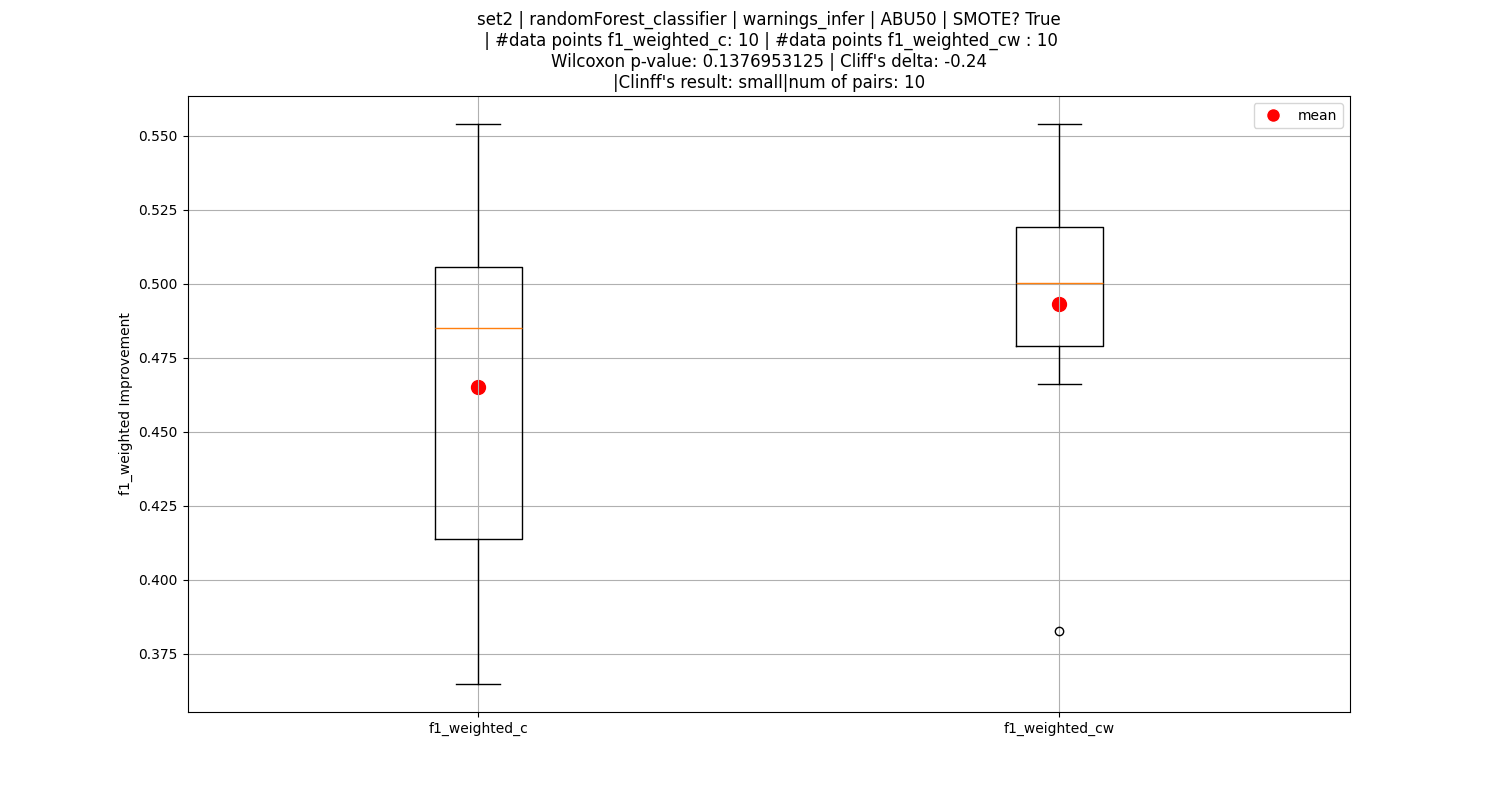 set2 | randomForest_classifier | warnings_infer | ABU50 | SMOTE? True
| #data points f1_weighted_c: 10 | #data points f1_weighted_cw : 10
Wilcoxon p-value: 0.1376953125 | Cliff's delta: -0.24
|Clinff's result: small|num of pairs: 10
mean
f1_weighted Improvement
0.550
0.525
0.500
0.475
0.450
0.425
0.400
0.375
f1_weighted_c
f1_weighted_cw